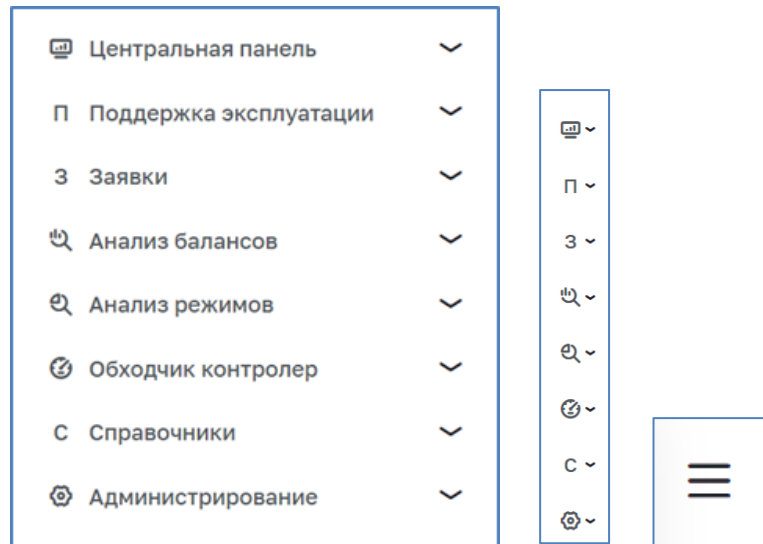 Центральная панель
П Поддержка эксплуатации
З Заявки
Анализ балансов
Анализ режимов
Обходчик контролер
С Справочники
Администрирование
П
З
С